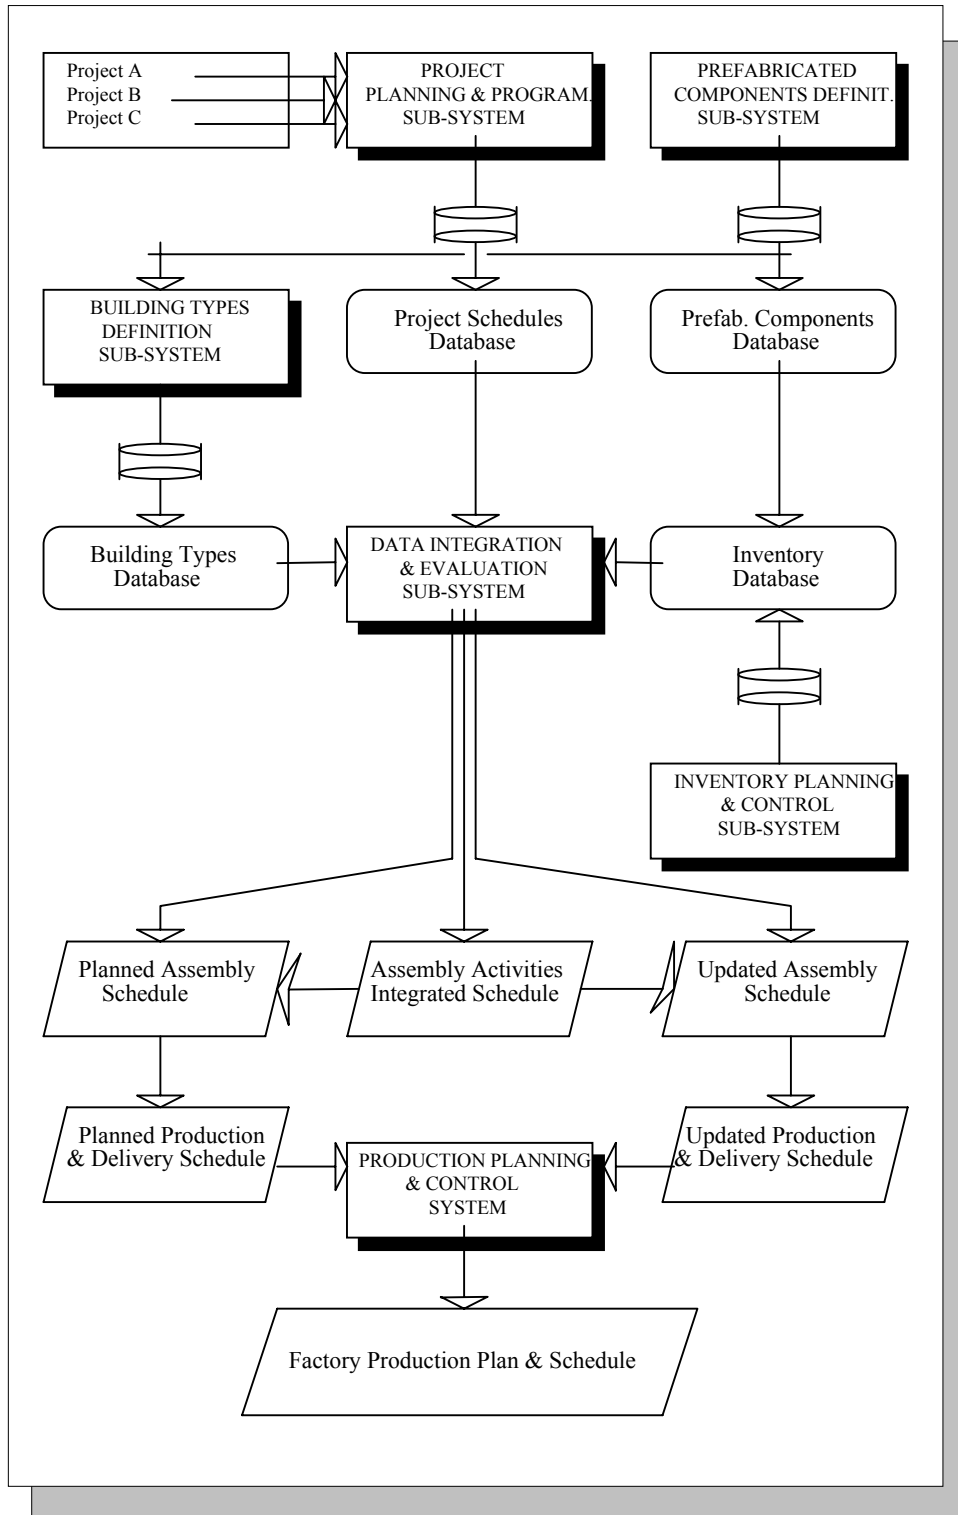 Project A
Project B
Project C
PROJECT
PLANNING & PROGRAM.
SUB-SYSTEM
PREFABRICATED
COMPONENTS DEFINIT.
SUB-SYSTEM
BUILDING TYPES
DEFINITION
SUB-SYSTEM
Project Schedules
Database
Prefab. Components
Database
Building Types
Database
DATA INTEGRATION
& EVALUATION
SUB-SYSTEM
Inventory
Database
INVENTORY PLANNING
& CONTROL
SUB-SYSTEM
Planned Assembly
Schedule
Assembly Activities
Integrated Schedule
Updated Assembly
Schedule
Planned Production
& Delivery Schedule
PRODUCTION PLANNING
& CONTROL
SYSTEM
Updated Production
& Delivery Schedule
Factory Production Plan & Schedule